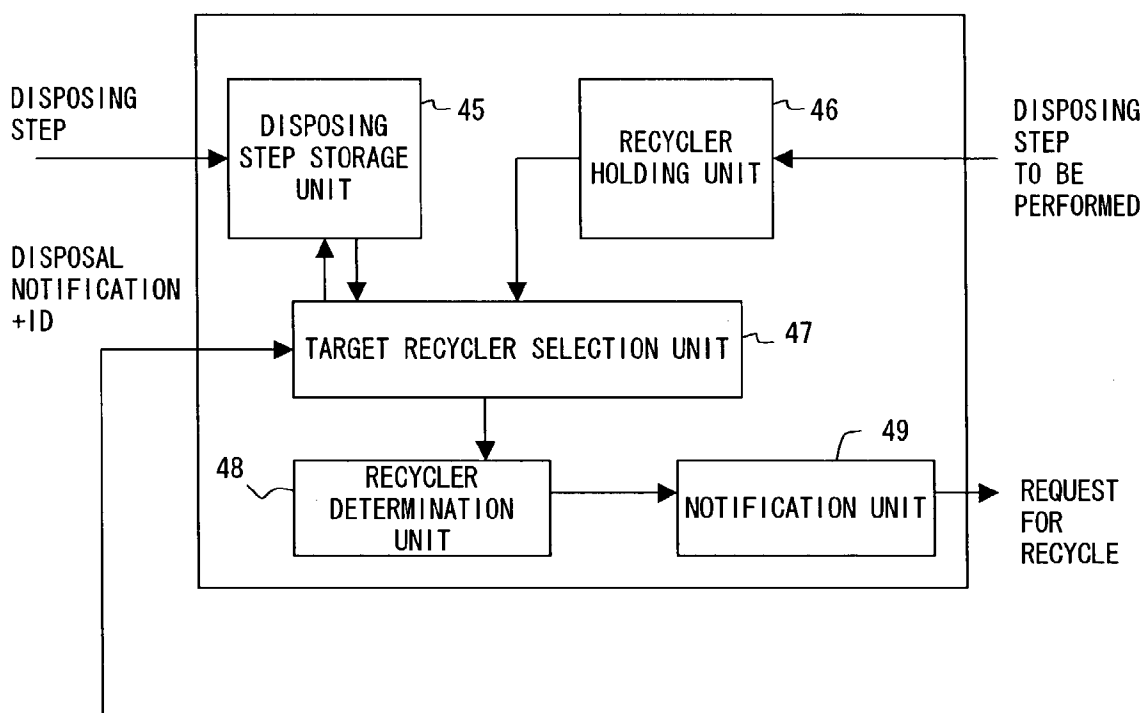 DISPOSING
STEP
DISPOSING
STEP STORAGE
UNIT
45
RECYCLER
HOLDING UNIT
46
DISPOSING
STEP
TO BE
PERFORMED
DISPOSAL
NOTIFICATION
+ID
TARGET RECYCLER SELECTION UNIT
47
48
RECYCLER
DETERMINATION
UNIT
49
NOTIFICATION UNIT
REQUEST
FOR
RECYCLE